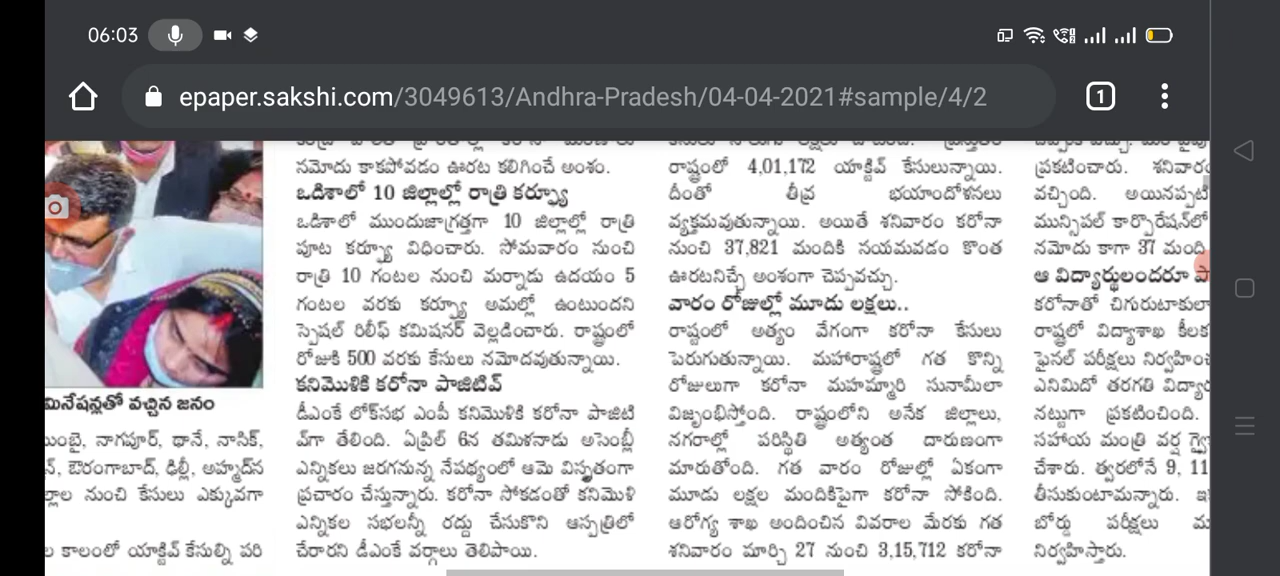 06:03
epaper.sakshi.com/3049613/Andhra-Pradesh/04-04-2021#sample/4/2
1
మినేషన్లతో వచ్చిన జనం
ముంబై, నాగపూర్, థానే, నాసిక్,
ఔరంగాబాద్, ఢిల్లీ, అహ్మద్‌న
నుంచి కేసులు ఎక్కువగా
ల కాలంలో యాక్టివ్ కేసుల్ని పరి
నమోదు కాకపోవడం ఊరట కలిగించే అంశం.
ఒడిశాలో 10 జిల్లాల్లో రాత్రి కర్ఫ్యూ
ఒడిశాలో ముందుజాగ్రత్తగా 10 జిల్లాల్లో రాత్రి
పూట కర్ఫ్యూ విధించారు. సోమవారం నుంచి
రాత్రి 10 గంటల నుంచి మర్నాడు ఉదయం 5
గంటల వరకు కర్ఫ్యూ అమల్లో ఉంటుందని
స్పెషల్ రిలీఫ్ కమిషనర్ వెల్లడించారు. రాష్ట్రంలో
రోజుకి 500 వరకు కేసులు నమోదవుతున్నాయి.
కనిమొళికి కరోనా పాజిటివ్
డీఎంకే లోక్‌సభ ఎంపీ కనిమొళికి కరోనా పాజిటి
వ్‌గా తేలింది. ఏప్రిల్ 6న తమిళనాడు అసెంబ్లీ
ఎన్నికలు జరగనున్న నేపథ్యంలో ఆమె విస్తృతంగా
ప్రచారం చేస్తున్నారు. కరోనా సోకడంతో కనిమొళి
ఎన్నికల సభలన్నీ రద్దు చేసుకొని ఆస్పత్రిలో
చేరారని డీఎంకే వర్గాలు తెలిపాయి.
రాష్ట్రంలో 4,01,172 యాక్టివ్ కేసులున్నాయి.
దీంతో తీవ్ర భయాందోళనలు
వ్యక్తమవుతున్నాయి. అయితే శనివారం కరోనా
నుంచి 37,821 మందికి నయమవడం కొంత
ఊరటనిచ్చే అంశంగా చెప్పవచ్చు.
వారం రోజుల్లో మూడు లక్షలు..
రాష్ట్రంలో అత్యం వేగంగా కరోనా కేసులు
పెరుగుతున్నాయి. మహారాష్ట్రలో గత కొన్ని
రోజులుగా కరోనా మహమ్మారి సునామీలా
విజృంభిస్తోంది. రాష్ట్రంలోని అనేక జిల్లాలు,
నగరాల్లో పరిస్థితి అత్యంత దారుణంగా
మారుతోంది. గత వారం రోజుల్లో ఏకంగా
మూడు లక్షల మందికిపైగా కరోనా సోకింది.
ఆరోగ్య శాఖ అందించిన వివరాల మేరకు గత
శనివారం మార్చి 27 నుంచి 3,15,712 కరోనా
ప్రకటించారు. శనివారం
వచ్చింది. అయినప్పటి
మున్సిపల్ కార్పొరేషన్‌లో
నమోదు కాగా 37 మంది
ఆ విద్యార్థులందరూ పా
కరోనాతో చిగురుటాకులా
రాష్ట్రంలో విద్యాశాఖ కీలక
ఫైనల్ పరీక్షలు నిర్వహించ
ఎనిమిదో తరగతి విద్యార
నట్టుగా ప్రకటించింది.
సహాయ మంత్రి వర్ష గైక్వై
చేశారు. త్వరలోనే 9, 11
తీసుకుంటామన్నారు. ఇ
బోర్డు పరీక్షలు మ
నిర్వహిస్తారు.